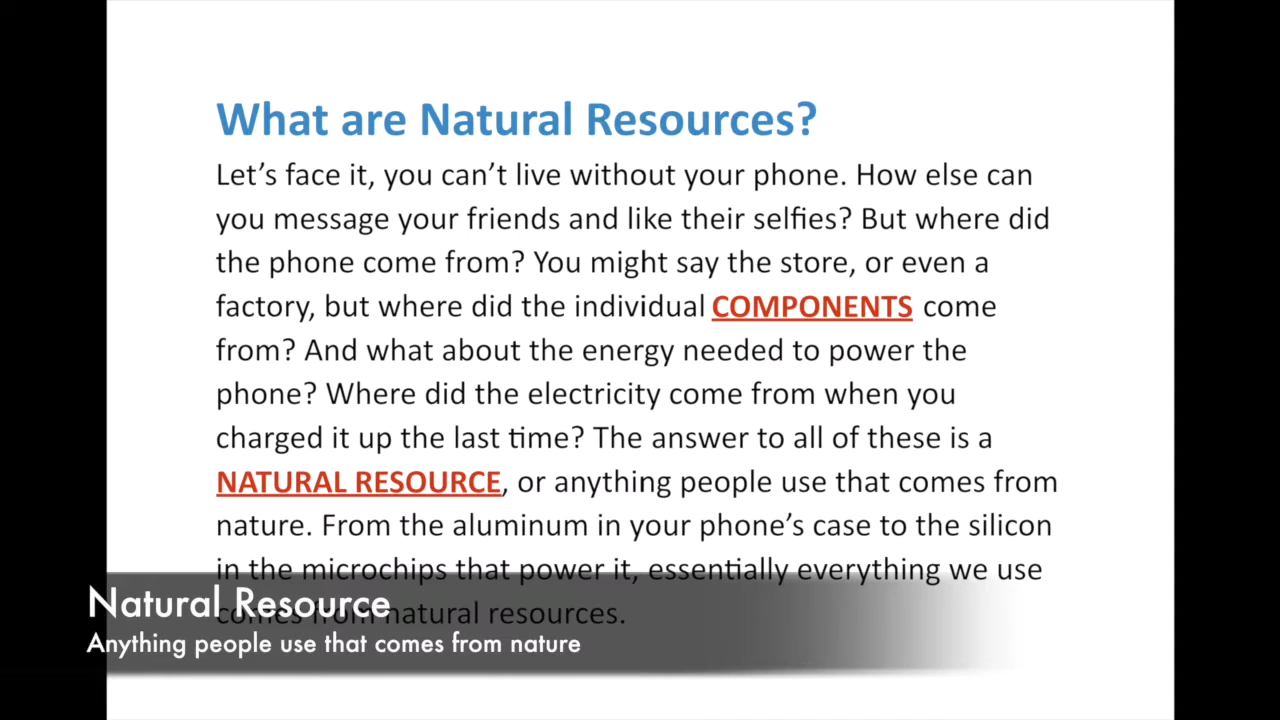 What are Natural Resources?
Let's face it, you can't live without your phone. How else can
you message your friends and like their selfies? But where did
the phone come from? You might say the store, or even a
factory, but where did the individual COMPONENTS come
from? And what about the energy needed to power the
phone? Where did the electricity come from when you
charged it up the last time? The answer to all of these is a
NATURAL RESOURCE, or anything people use that comes from
nature. From the aluminum in your phone's case to the silicon
in the microchips that power it, essentially everything we use
comes from natural resources.
Natural Resource
Anything people use that comes from nature